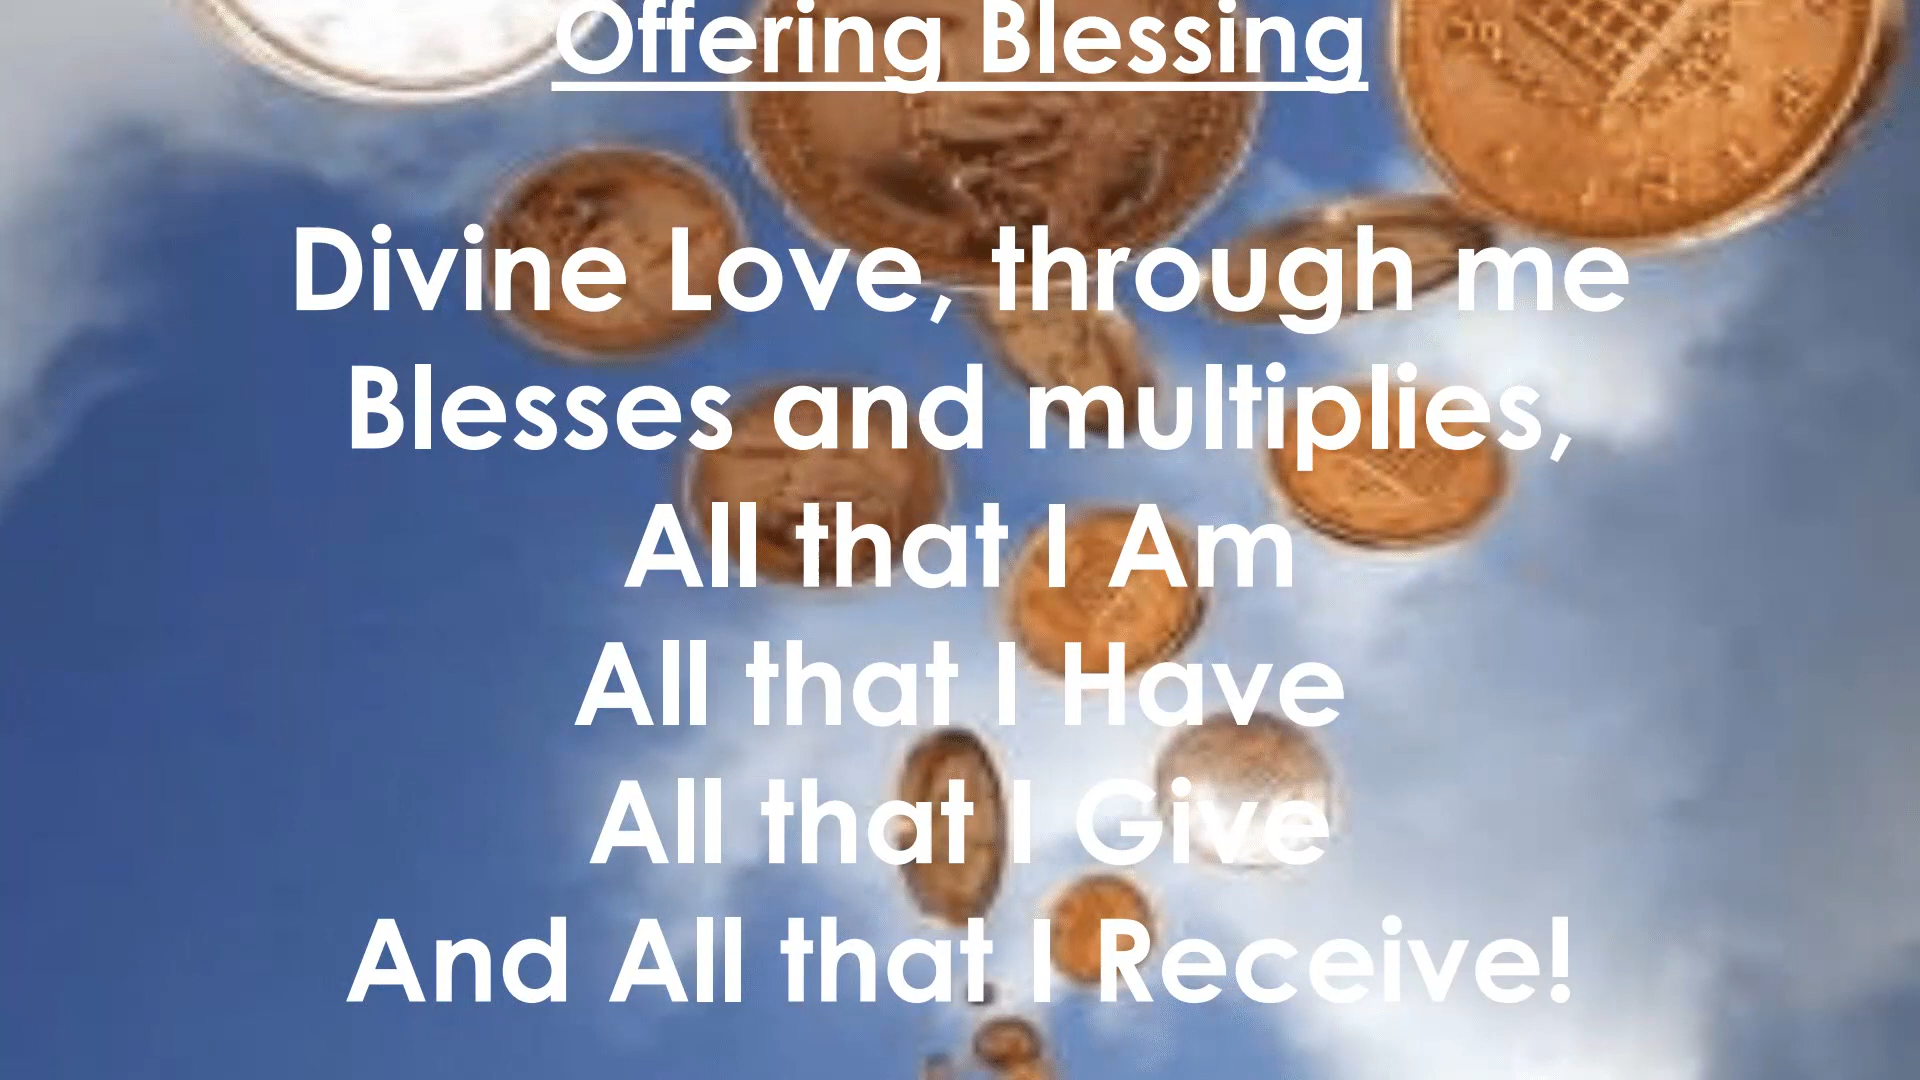 Offering Blessing
Divine Love, through me
Blesses and multiplies,
All that I Am
All that I Have
All that I Give
And All that I Receive!